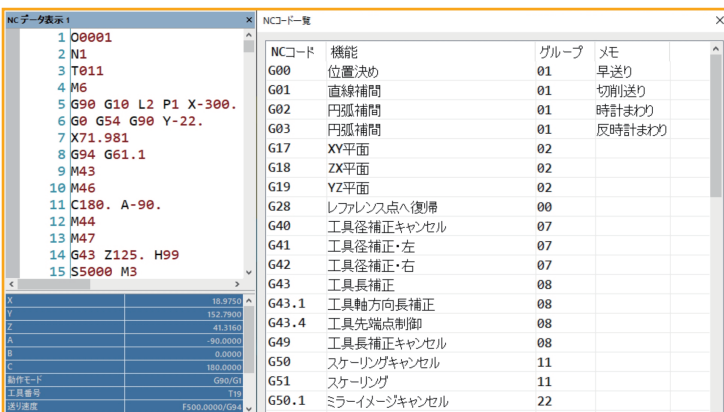 NCデータ表示 1
1 O0001
2 N1
3 T011
4 M6
5 G90 G10 L2 P1 X-300.
6 G0 G54 G90 Y-22.
7 X71.981
8 G94 G61.1
9 M43
10 M46
11 C180. A-90.
12 M44
13 M47
14 G43 Z125. H99
15 S5000 M3
X 18.9750
Y 152.7900
Z 41.3160
A -90.0000
B 0.0000
C 180.0000
動作モード G90/G1
工具番号 T19
送り速度 F500.0000/G94
NCコード一覧
NCコード 機能 グループ メモ
G00 位置決め 01 早送り
G01 直線補間 01 切削送り
G02 円弧補間 01 時計まわり
G03 円弧補間 01 反時計まわり
G17 XY平面 02
G18 ZX平面 02
G19 YZ平面 02
G28 レファレンス点へ復帰 00
G40 工具径補正キャンセル 07
G41 工具径補正・左 07
G42 工具径補正・右 07
G43 工具長補正 08
G43.1 工具軸方向長補正 08
G43.4 工具先端点制御 08
G49 工具長補正キャンセル 08
G50 スケーリングキャンセル 11
G51 スケーリング 11
G50.1 ミラーイメージキャンセル 22